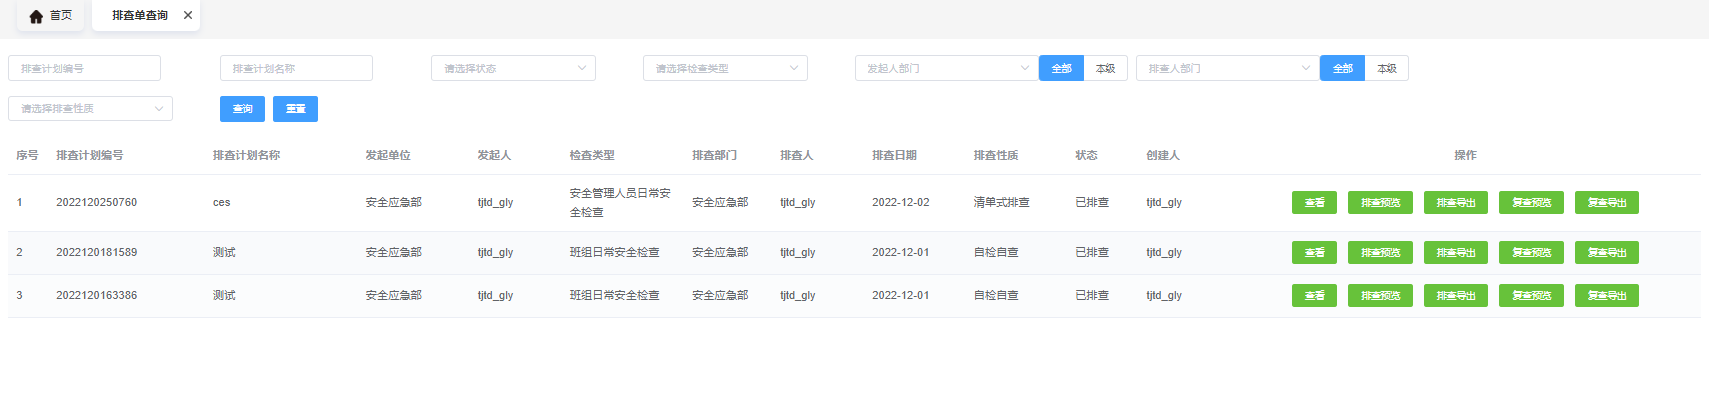 首页 排查单查询
排查计划编号 排查计划名称 请选择状态 请选择检查类型 发起人部门 全部 本级 排查人部门 全部 本级
请选择排查性质 查询 重置
序号 排查计划编号 排查计划名称 发起单位 发起人 检查类型 排查部门 排查人 排查日期 排查性质 状态 创建人 操作
1 2022120250760 ces 安全应急部 tjtd_gly 安全管理人员日常安全检查 安全应急部 tjtd_gly 2022-12-02 清单式排查 已排查 tjtd_gly 查看 排查预览 排查导出 复查预览 复查导出
2 2022120181589 测试 安全应急部 tjtd_gly 班组日常安全检查 安全应急部 tjtd_gly 2022-12-01 自检自查 已排查 tjtd_gly 查看 排查预览 排查导出 复查预览 复查导出
3 2022120163386 测试 安全应急部 tjtd_gly 班组日常安全检查 安全应急部 tjtd_gly 2022-12-01 自检自查 已排查 tjtd_gly 查看 排查预览 排查导出 复查预览 复查导出